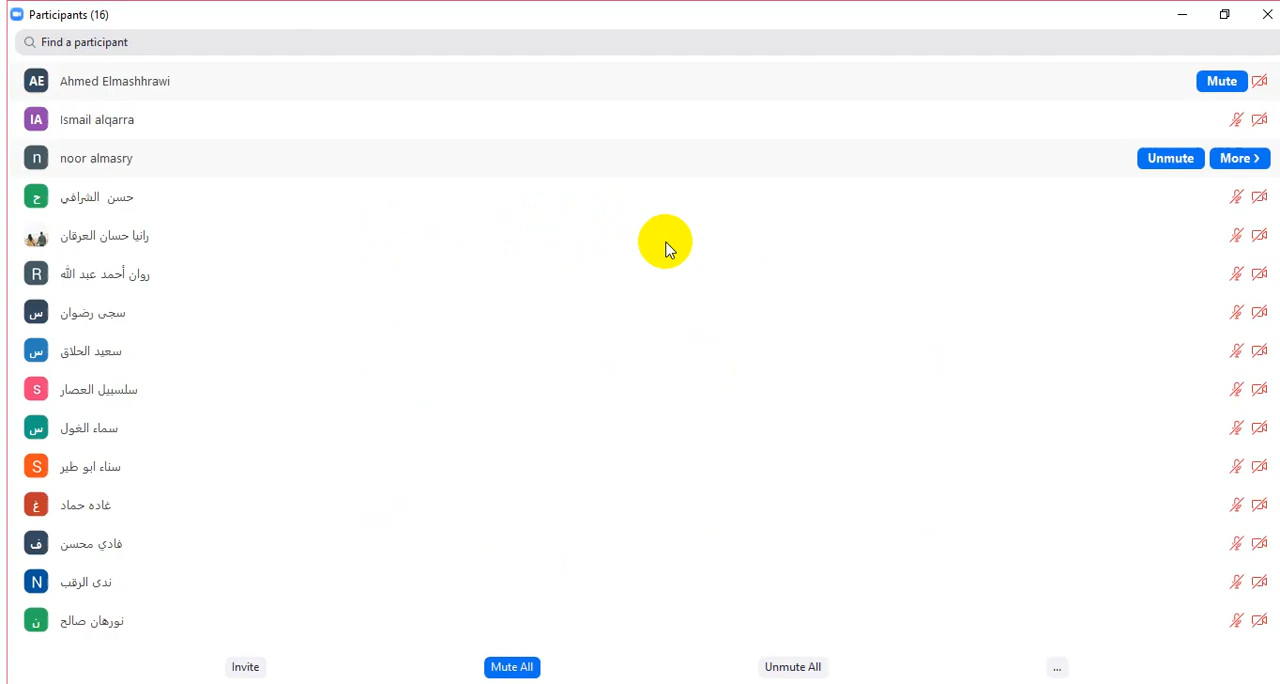 Participants (16)
Find a participant
AE Ahmed Elmashhrawi Mute
IA Ismail alqarra
n noor almasry Unmute More
ح حسن الشرافي
رانيا حسان العرقان
R روان أحمد عبد الله
س سجى رضوان
س سعيد الحلاق
S سلسبيل العصار
س سماء الغول
S سناء ابو طير
غ غاده حماد
ف فادي محسن
N ندى الرقب
ن نورهان صالح
Invite Mute All Unmute All ...